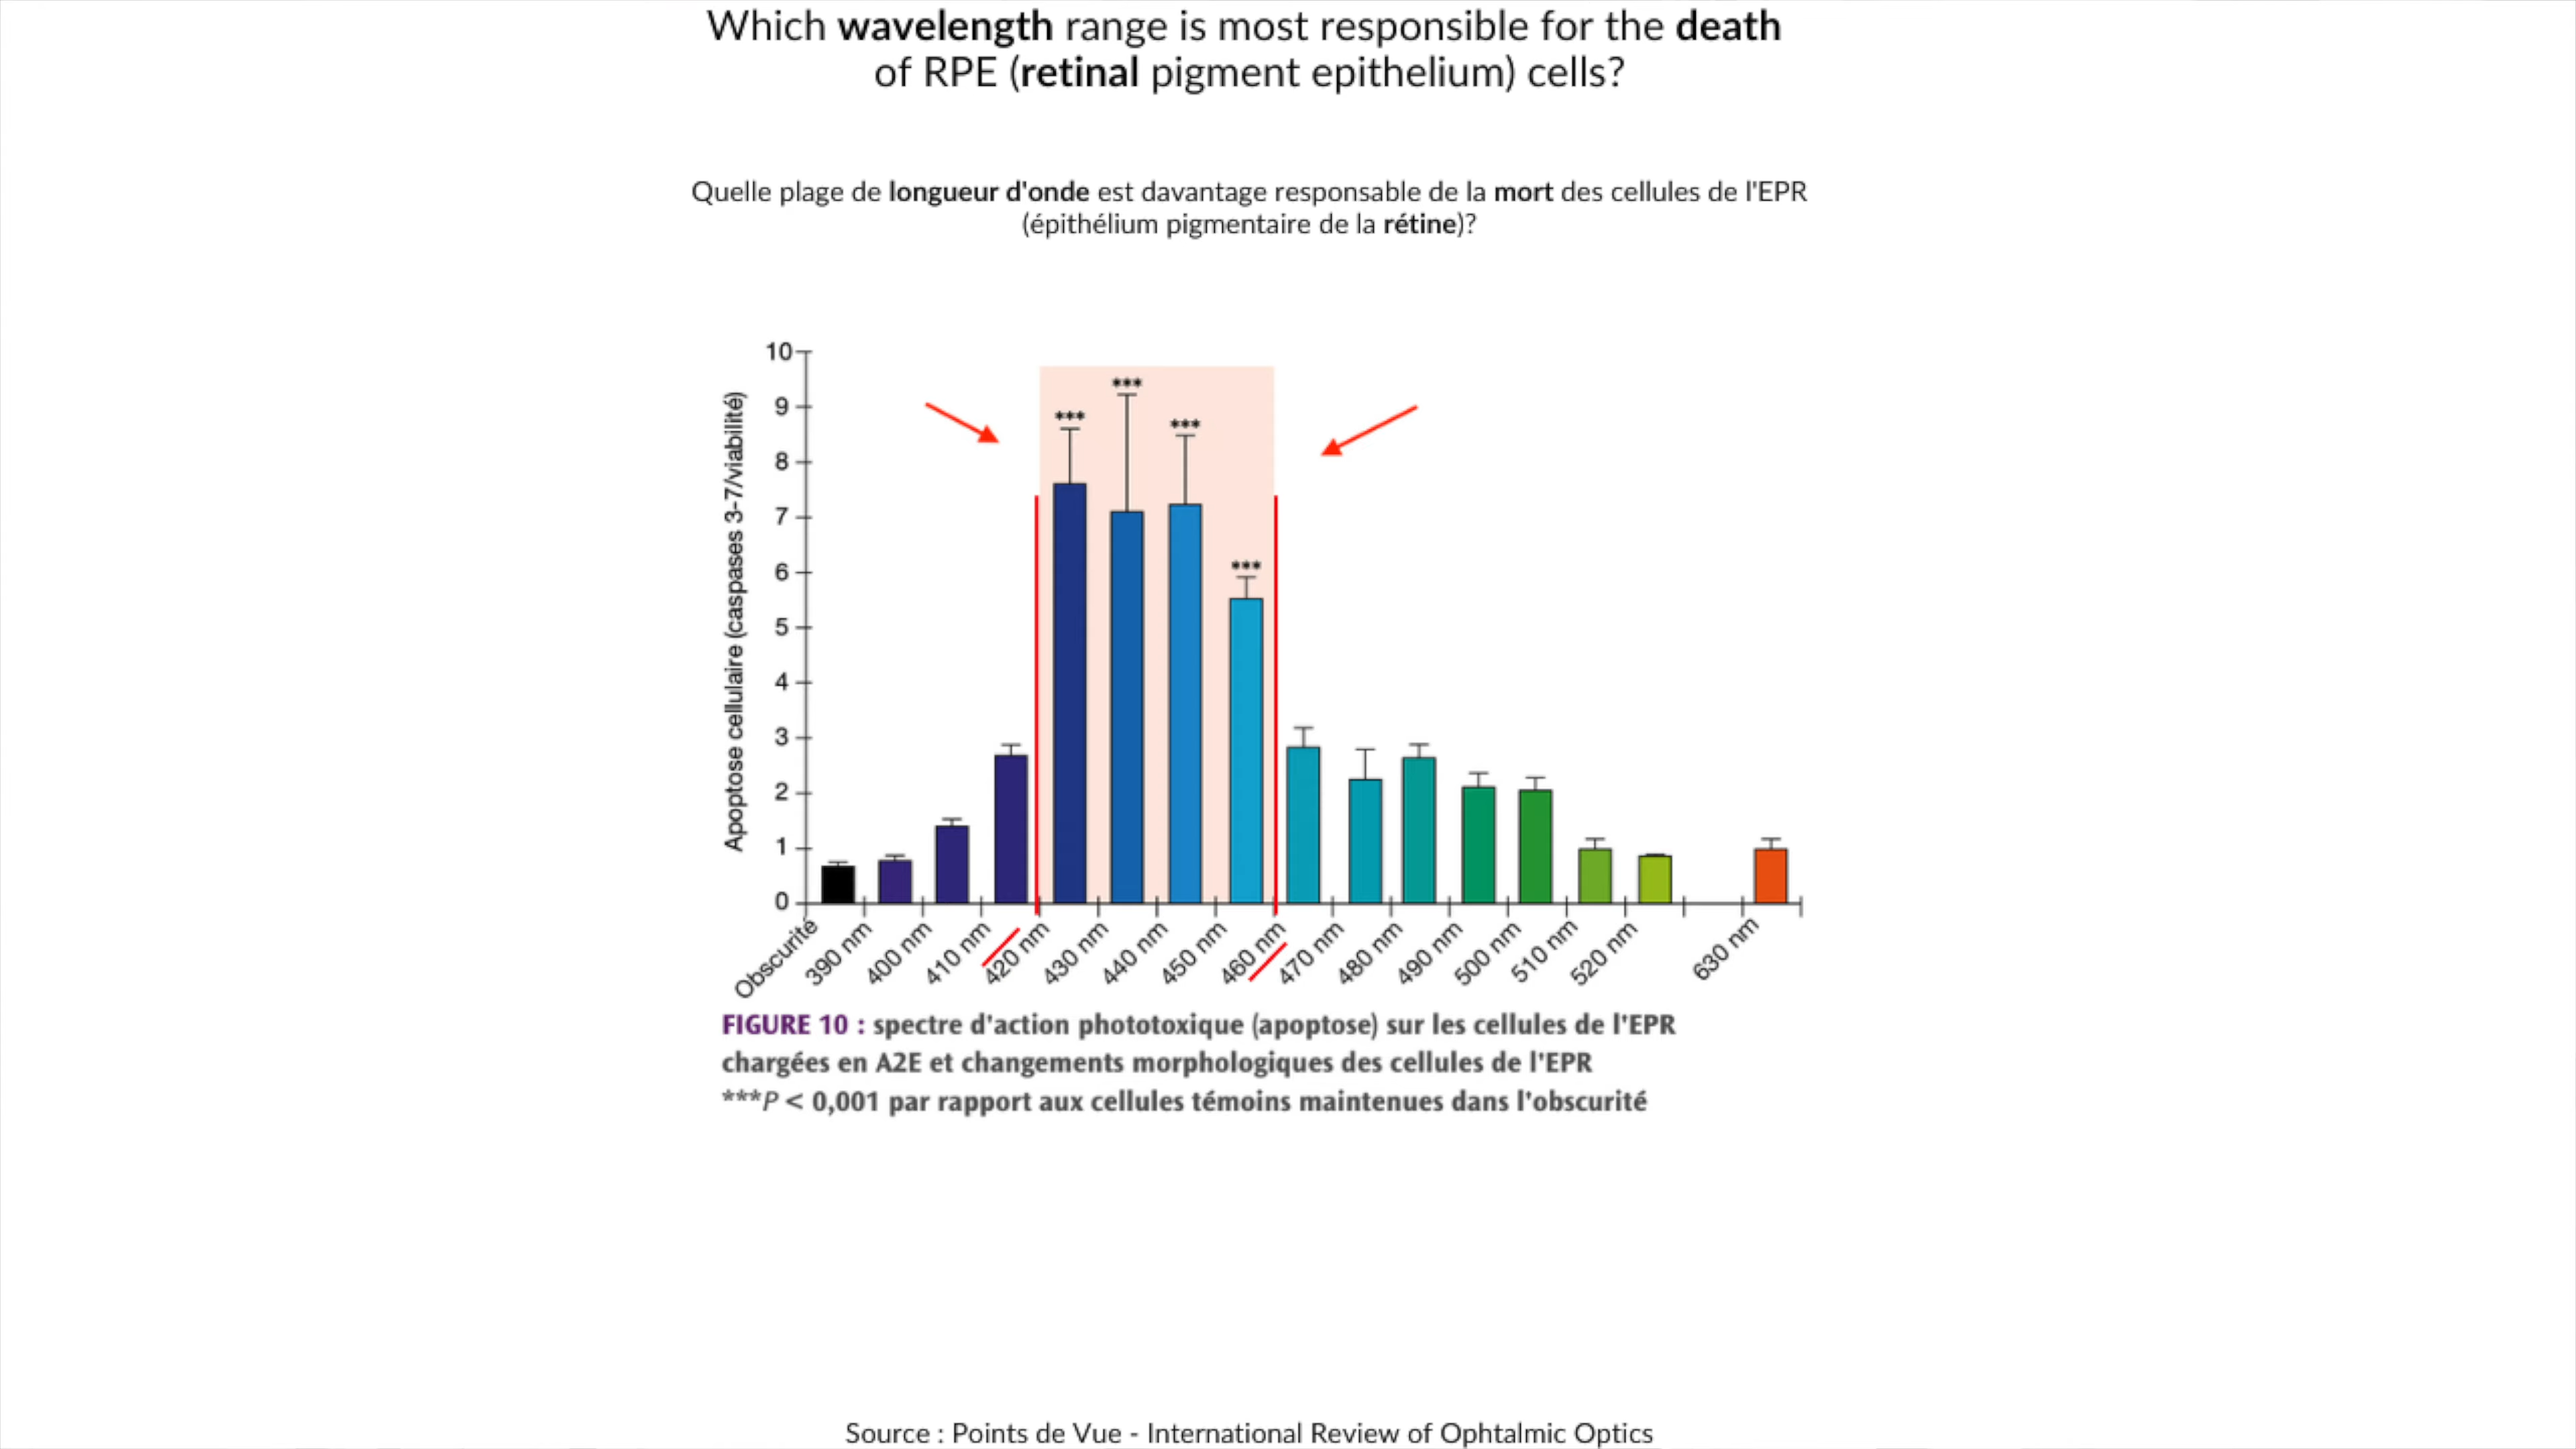 Which wavelength range is most responsible for the death
of RPE (retinal pigment epithelium) cells?
Quelle plage de longueur d'onde est davantage responsable de la mort des cellules de l'EPR
(épithélium pigmentaire de la rétine)?
Apoptose cellulaire (caspases 3-7/viabilité)
10
9
8
7
6
5
4
3
2
1
0
***
***
***
***
Obscurité
390 nm
400 nm
410 nm
420 nm
430 nm
440 nm
450 nm
460 nm
470 nm
480 nm
490 nm
500 nm
510 nm
520 nm
630 nm
FIGURE 10 : spectre d'action phototoxique (apoptose) sur les cellules de l'EPR
chargées en A2E et changements morphologiques des cellules de l'EPR
***P < 0,001 par rapport aux cellules témoins maintenues dans l'obscurité
Source : Points de Vue - International Review of Ophtalmic Optics